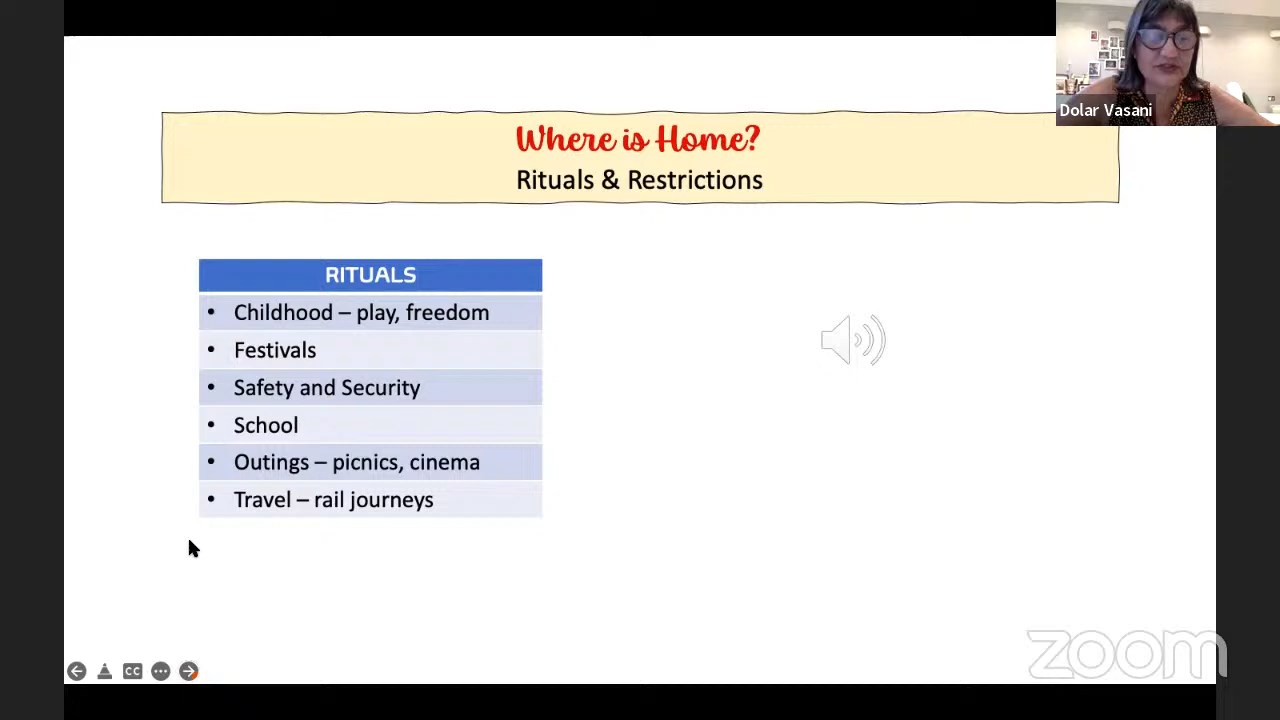 Dolar Vasani
Where is Home?
Rituals & Restrictions
RITUALS
• Childhood – play, freedom
• Festivals
• Safety and Security
• School
• Outings – picnics, cinema
• Travel – rail journeys
CC
zoom